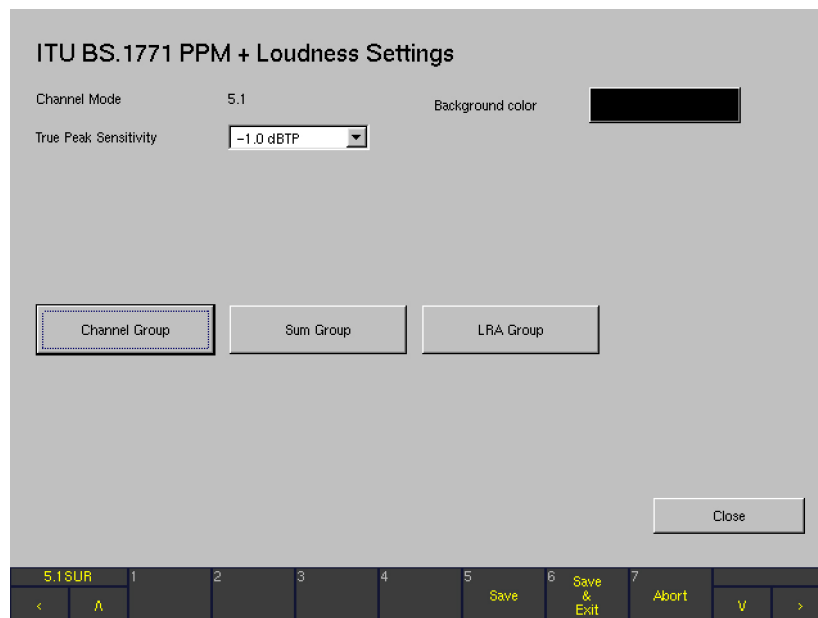 ITU BS.1771 PPM + Loudness Settings
Channel Mode 5.1 Background color
True Peak Sensitivity −1.0 dBTP
Channel Group Sum Group LRA Group
Close
5.1SUR 1 2 3 4 5 Save 6 Save & Exit 7 Abort
< Λ V >